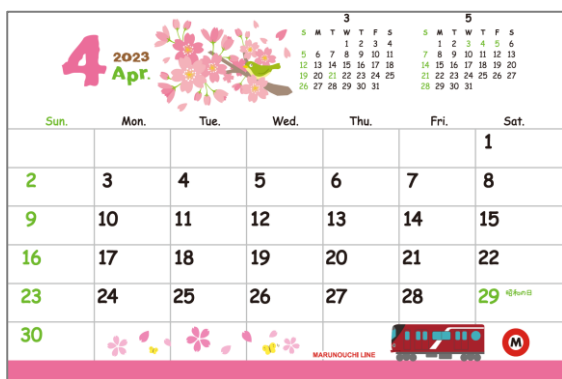 4
2023
Apr.
3
S M T W T F S
1 2 3 4
5 6 7 8 9 10 11
12 13 14 15 16 17 18
19 20 21 22 23 24 25
26 27 28 29 30 31
5
S M T W T F S
1 2 3 4 5 6
7 8 9 10 11 12 13
14 15 16 17 18 19 20
21 22 23 24 25 26 27
28 29 30 31
Sun. Mon. Tue. Wed. Thu. Fri. Sat.
1
2 3 4 5 6 7 8
9 10 11 12 13 14 15
16 17 18 19 20 21 22
23 24 25 26 27 28 29 昭和の日
30
MARUNOUCHI LINE
M